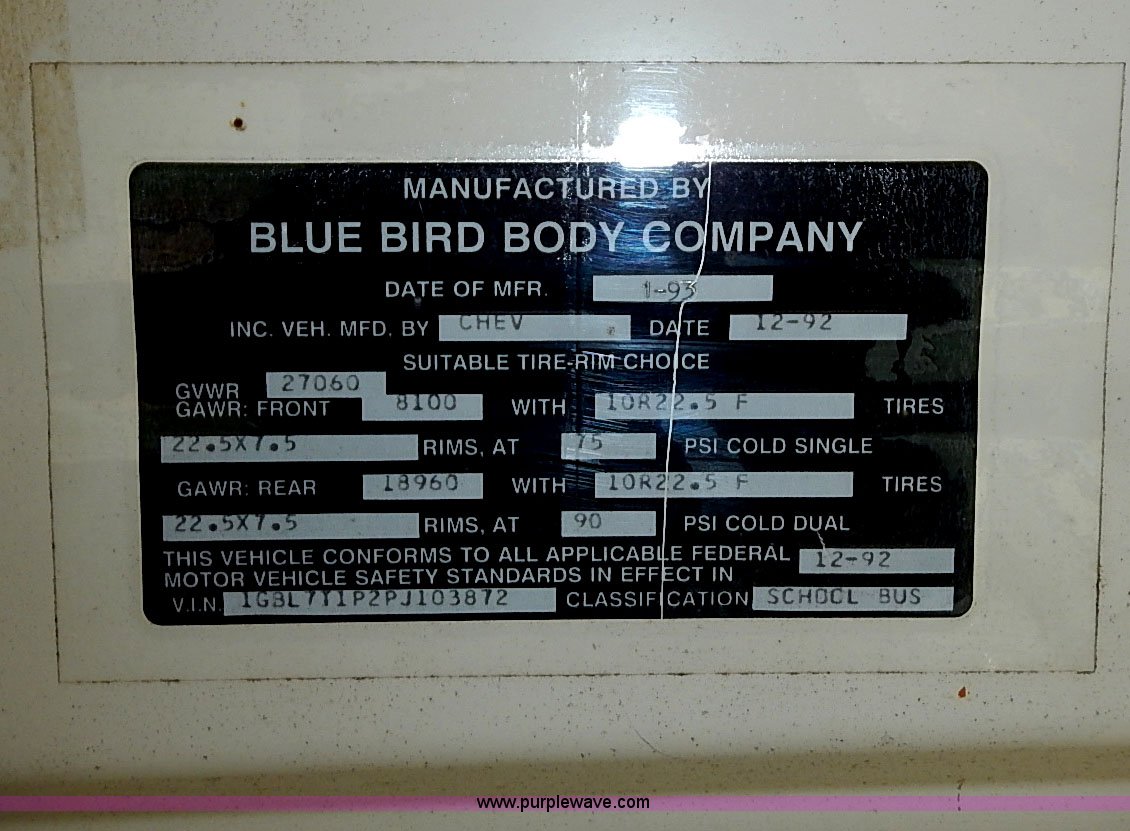 MANUFACTURED BY
BLUE BIRD BODY COMPANY
DATE OF MFR. 1-93
INC. VEH. MFD. BY CHEV DATE 12-92
SUITABLE TIRE-RIM CHOICE
GVWR 27060
GAWR: FRONT 8100 WITH 10R22.5 F TIRES
22.5X7.5 RIMS, AT 75 PSI COLD SINGLE
GAWR: REAR 18960 WITH 10R22.5 F TIRES
22.5X7.5 RIMS, AT 90 PSI COLD DUAL
THIS VEHICLE CONFORMS TO ALL APPLICABLE FEDERAL
MOTOR VEHICLE SAFETY STANDARDS IN EFFECT IN 12-92
V.I.N. 1GBL7T1P2PJ103872 CLASSIFICATION SCHOOL BUS
www.purplewave.com